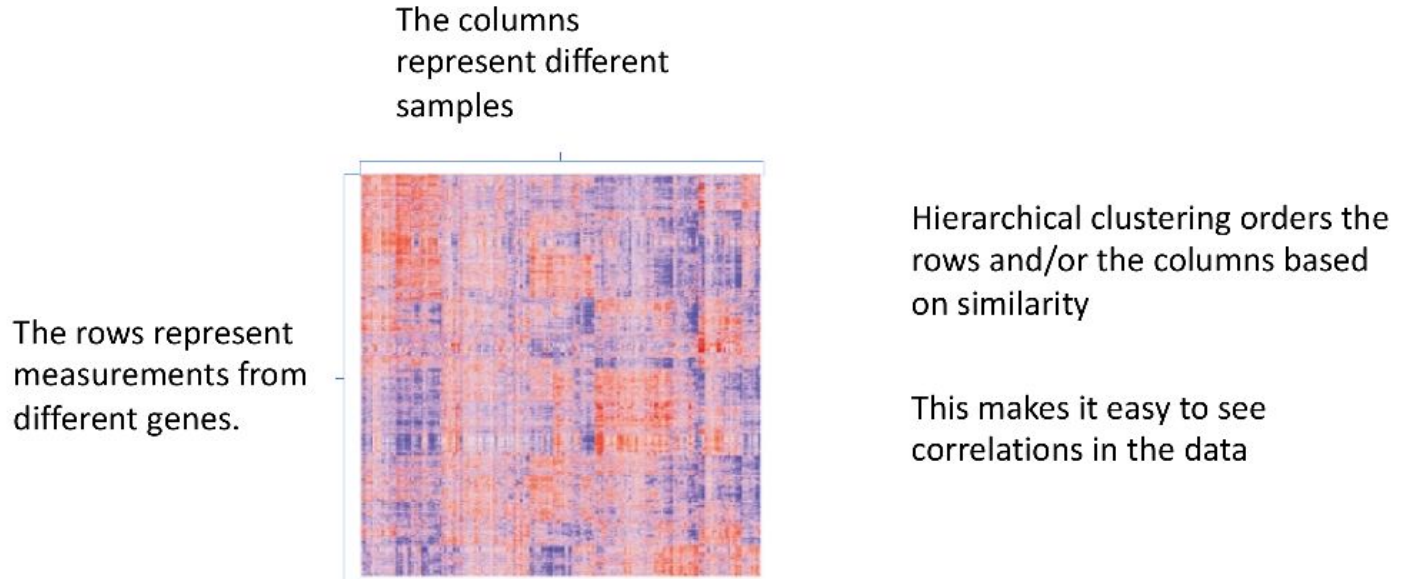 The columns
represent different
samples
The rows represent
measurements from
different genes.
Hierarchical clustering orders the
rows and/or the columns based
on similarity
This makes it easy to see
correlations in the data